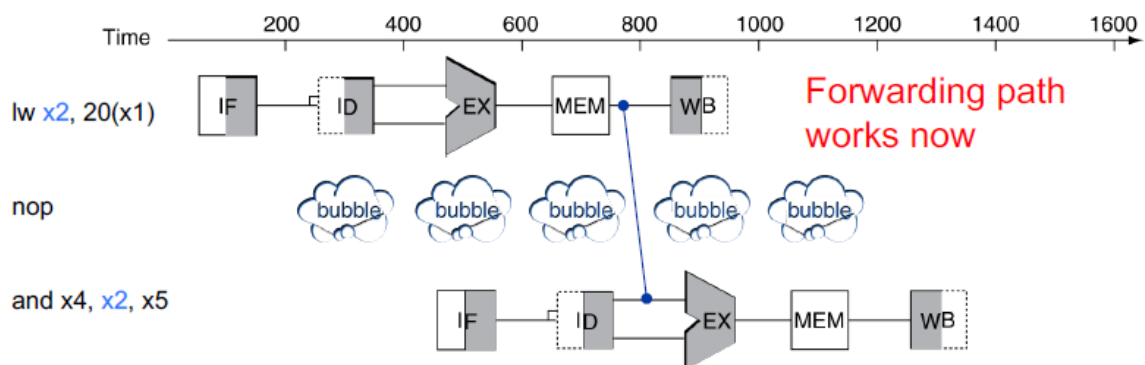 Time 200 400 600 800 1000 1200 1400 1600
lw x2, 20(x1) IF ID EX MEM WB
Forwarding path
works now
nop bubble bubble bubble bubble bubble
and x4, x2, x5 IF ID EX MEM WB